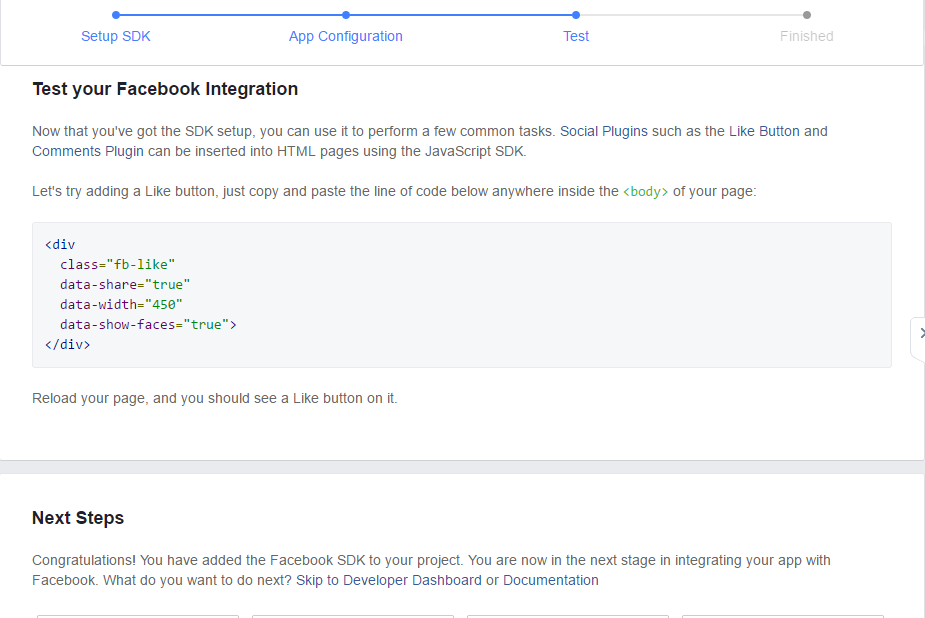 Setup SDK App Configuration Test Finished
Test your Facebook Integration
Now that you've got the SDK setup, you can use it to perform a few common tasks. Social Plugins such as the Like Button and
Comments Plugin can be inserted into HTML pages using the JavaScript SDK.
Let's try adding a Like button, just copy and paste the line of code below anywhere inside the <body> of your page:
<div
  class="fb-like"
  data-share="true"
  data-width="450"
  data-show-faces="true">
</div>
Reload your page, and you should see a Like button on it.
Next Steps
Congratulations! You have added the Facebook SDK to your project. You are now in the next stage in integrating your app with
Facebook. What do you want to do next? Skip to Developer Dashboard or Documentation